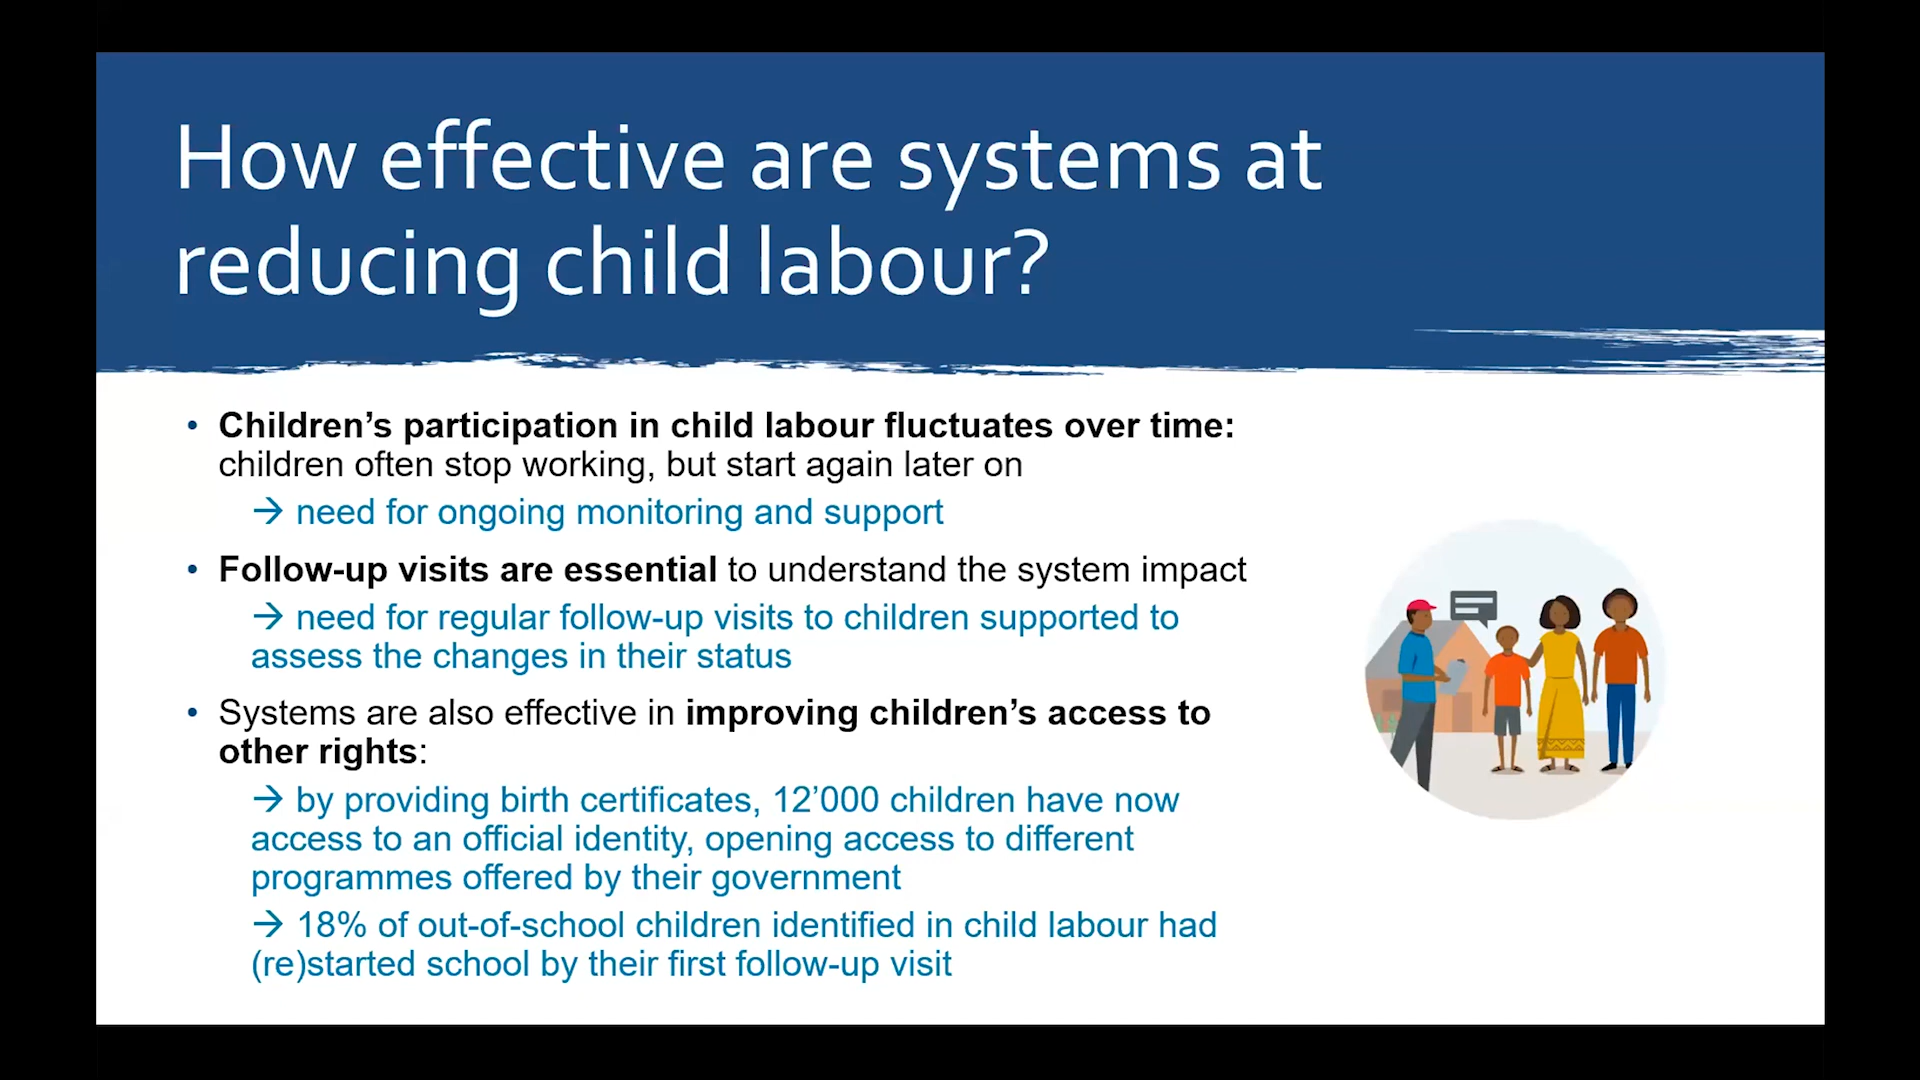 How effective are systems at
reducing child labour?
• Children’s participation in child labour fluctuates over time:
children often stop working, but start again later on
→ need for ongoing monitoring and support
• Follow-up visits are essential to understand the system impact
→ need for regular follow-up visits to children supported to
assess the changes in their status
• Systems are also effective in improving children’s access to
other rights:
→ by providing birth certificates, 12’000 children have now
access to an official identity, opening access to different
programmes offered by their government
→ 18% of out-of-school children identified in child labour had
(re)started school by their first follow-up visit